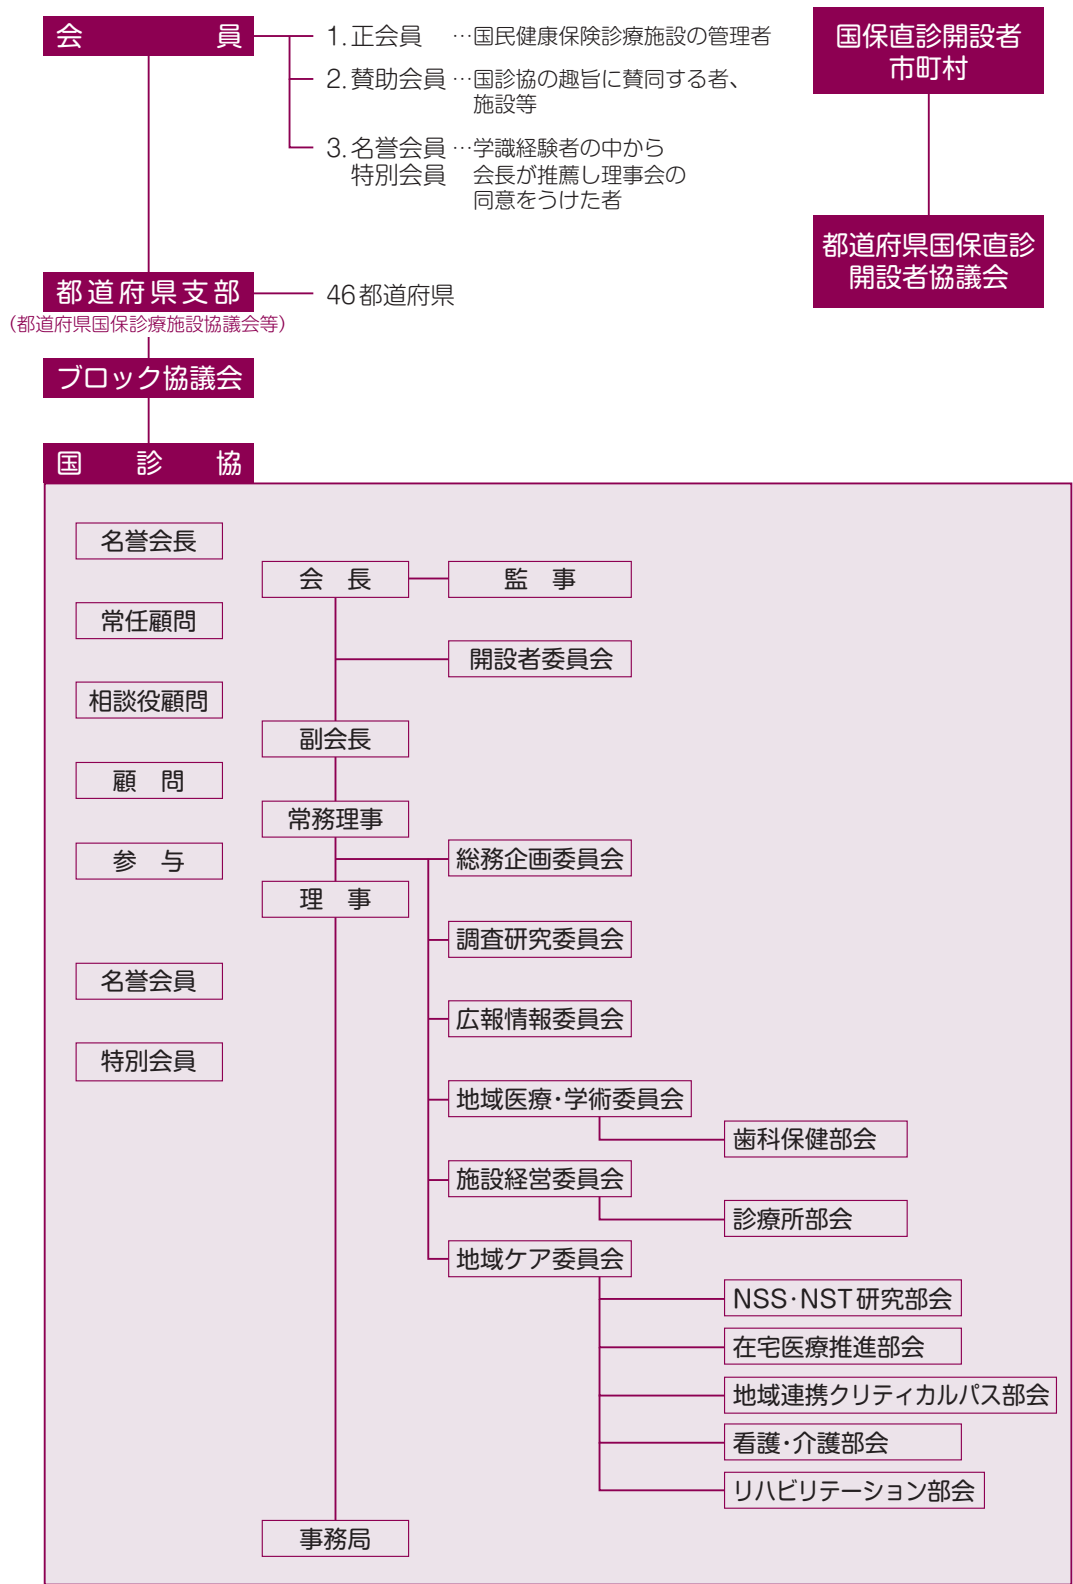 会員
1.正会員 …国民健康保険診療施設の管理者
2.賛助会員 …国診協の趣旨に賛同する者、
施設等
3.名誉会員 …学識経験者の中から
特別会員 会長が推薦し理事会の
同意をうけた者
国保直診開設者
市町村
都道府県国保直診
開設者協議会
都道府県支部
46都道府県
(都道府県国保診療施設協議会等)
ブロック協議会
国診協
名誉会長
常任顧問
相談役顧問
顧問
参与
名誉会員
特別会員
会長
監事
開設者委員会
副会長
常務理事
理事
総務企画委員会
調査研究委員会
広報情報委員会
地域医療・学術委員会
歯科保健部会
施設経営委員会
診療所部会
地域ケア委員会
NSS・NST研究部会
在宅医療推進部会
地域連携クリティカルパス部会
看護・介護部会
リハビリテーション部会
事務局